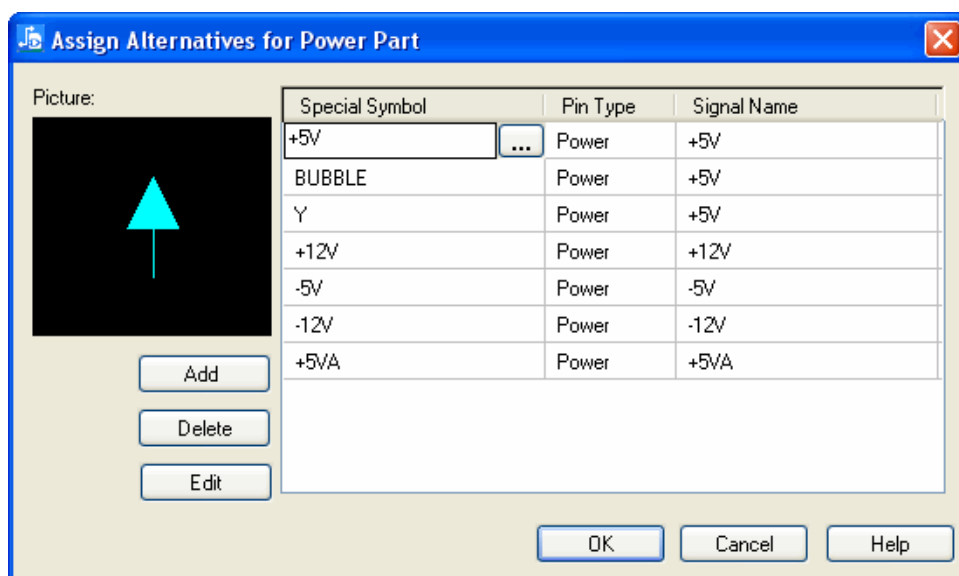 Assign Alternatives for Power Part
Picture:
Special Symbol Pin Type Signal Name
+5V ... Power +5V
BUBBLE Power +5V
Y Power +5V
+12V Power +12V
-5V Power -5V
-12V Power -12V
+5VA Power +5VA
Add
Delete
Edit
OK Cancel Help